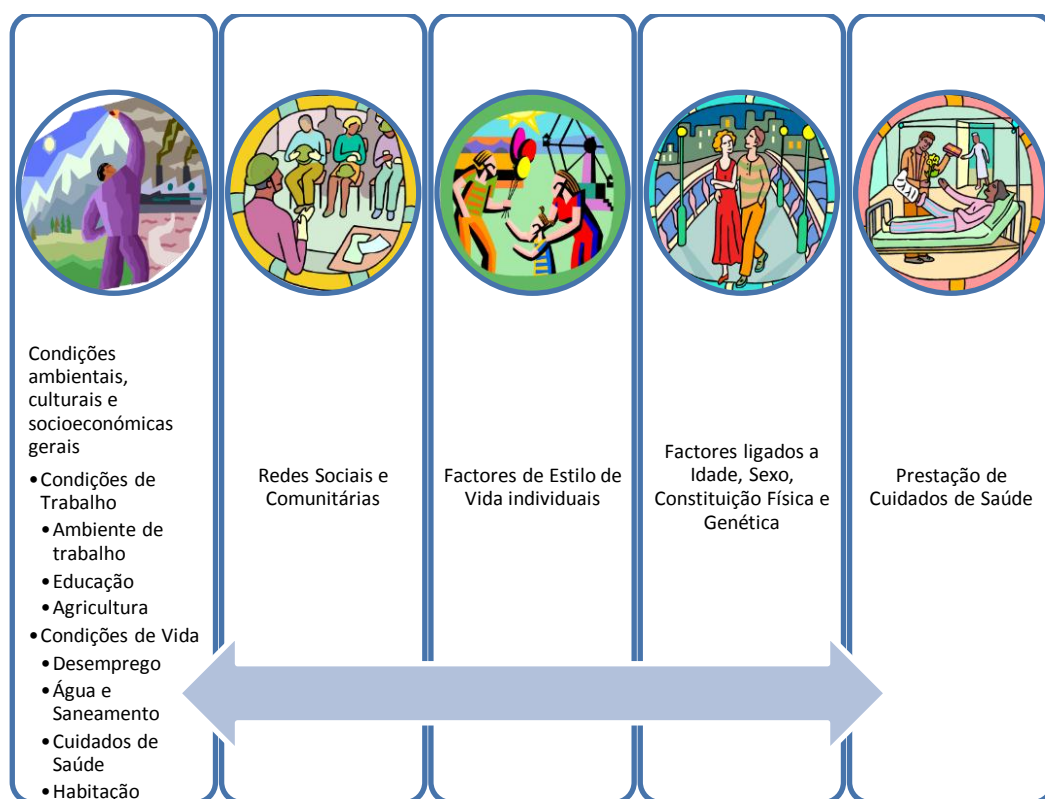 Condições
ambientais,
culturais e
socioeconómicas
gerais
•Condições de
Trabalho
•Ambiente de
trabalho
•Educação
•Agricultura
•Condições de Vida
•Desemprego
•Água e
Saneamento
•Cuidados de
Saúde
•Habitação
Redes Sociais e
Comunitárias
Factores de Estilo de
Vida individuais
Factores ligados a
Idade, Sexo,
Constituição Física e
Genética
Prestação de
Cuidados de Saúde